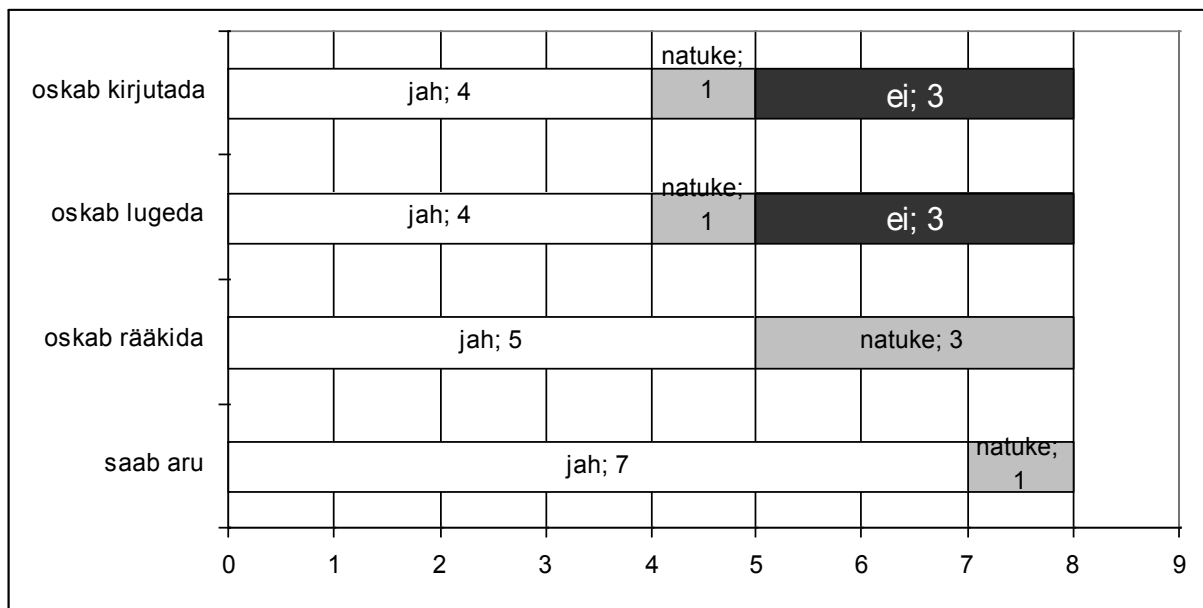 oskab kirjutada
jah; 4
natuke;
1
ei; 3
oskab lugeda
jah; 4
natuke;
1
ei; 3
oskab rääkida
jah; 5
natuke; 3
saab aru
jah; 7
natuke;
1
0 1 2 3 4 5 6 7 8 9